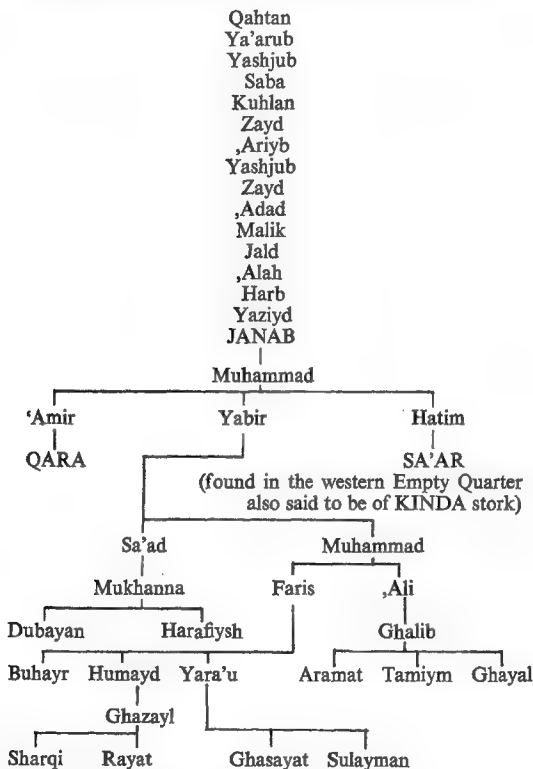 Qahtan
Ya'arub
Yashjub
Saba
Kuhlan
Zayd
,Ariyb
Yashjub
Zayd
,Adad
Malik
Jald
,Alah
Harb
Yaziyd
JANAB
Muhammad
‘Amir Yabir Hatim
QARA SA'AR
(found in the western Empty Quarter
also said to be of KINDA stork)
Sa'ad Muhammad
Mukhanna Faris ,Ali
Dubayan Harafiysh Ghalib
Buhayr Humayd Yara'u Aramat Tamiym Ghayal
Ghazayl
Sharqi Rayat Ghasayat Sulayman